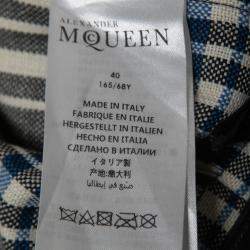 ALEXANDER
McQUEEN
40
165/68Y
MADE IN ITALY
FABRIQUE EN ITALIE
HERGESTELLT IN ITALIEN
HECHO EN ITALIA
СДЕЛАНО В ИТАЛИИ
イタリア製
产地:意大利
صنع في إيطاليا